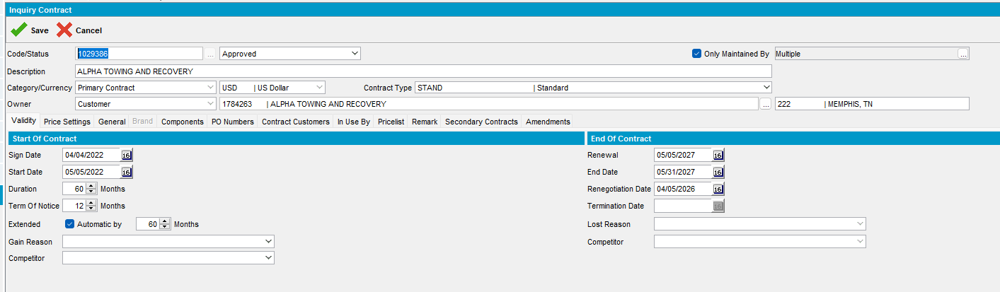 Inquiry Contract
Save Cancel
Code/Status 1029386 ... Approved Only Maintained By Multiple ...
Description ALPHA TOWING AND RECOVERY
Category/Currency Primary Contract USD | US Dollar Contract Type STAND | Standard
Owner Customer 1784263 | ALPHA TOWING AND RECOVERY ... 222 | MEMPHIS, TN
Validity Price Settings General Brand Components PO Numbers Contract Customers In Use By Pricelist Remark Secondary Contracts Amendments
Start Of Contract End Of Contract
Sign Date 04/04/2022 16 Renewal 05/05/2027 16
Start Date 05/05/2022 16 End Date 05/31/2027 16
Duration 60 Months Renegotiation Date 04/05/2026 16
Term Of Notice 12 Months Termination Date 16
Extended Automatic by 60 Months Lost Reason
Gain Reason Competitor
Competitor